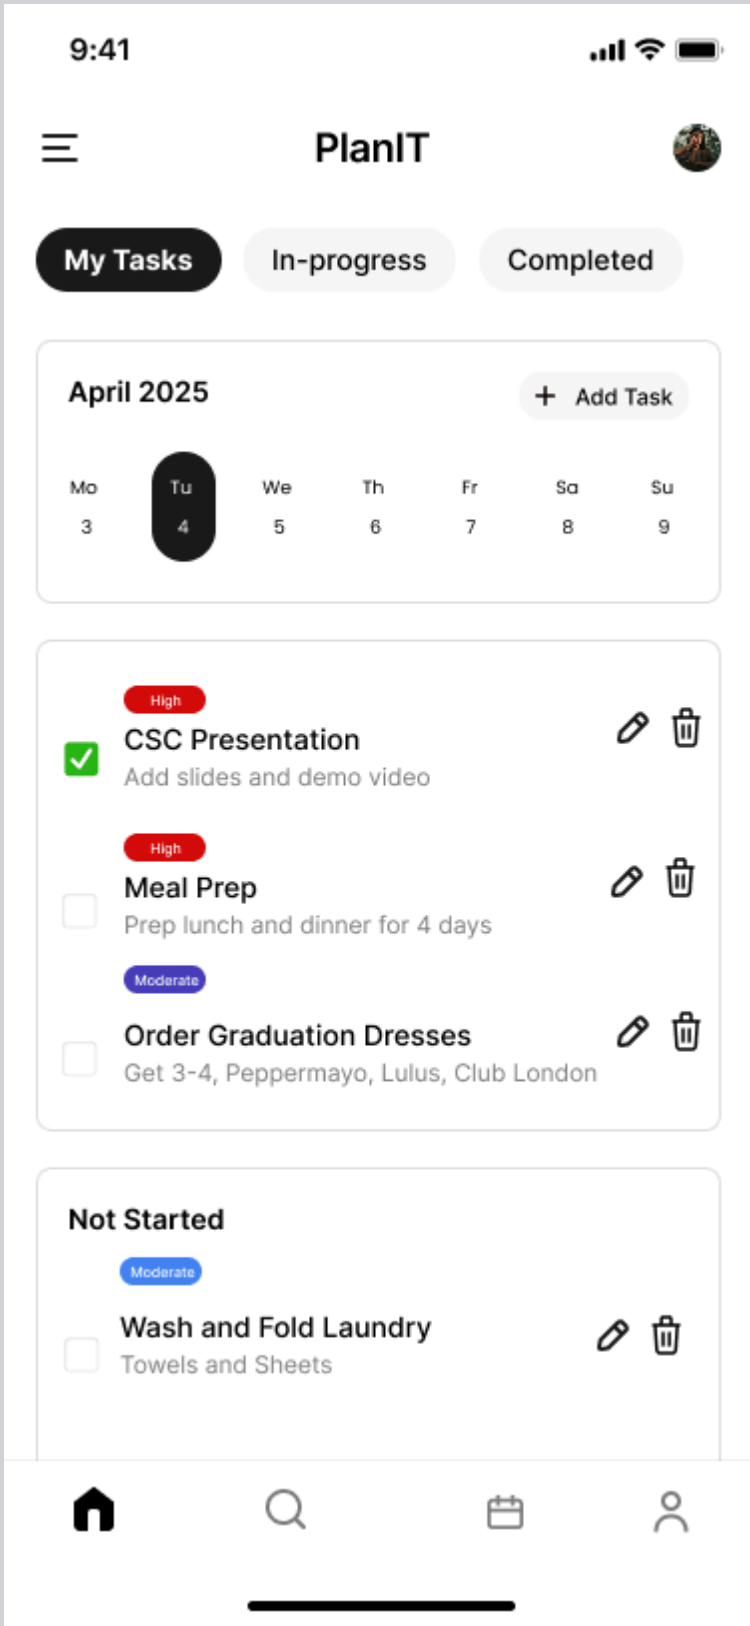 9:41
PlanIT
My Tasks In-progress Completed
April 2025 + Add Task
Mo Tu We Th Fr Sa Su
3 4 5 6 7 8 9
High
CSC Presentation
Add slides and demo video
High
Meal Prep
Prep lunch and dinner for 4 days
Moderate
Order Graduation Dresses
Get 3-4, Peppermayo, Lulus, Club London
Not Started
Moderate
Wash and Fold Laundry
Towels and Sheets